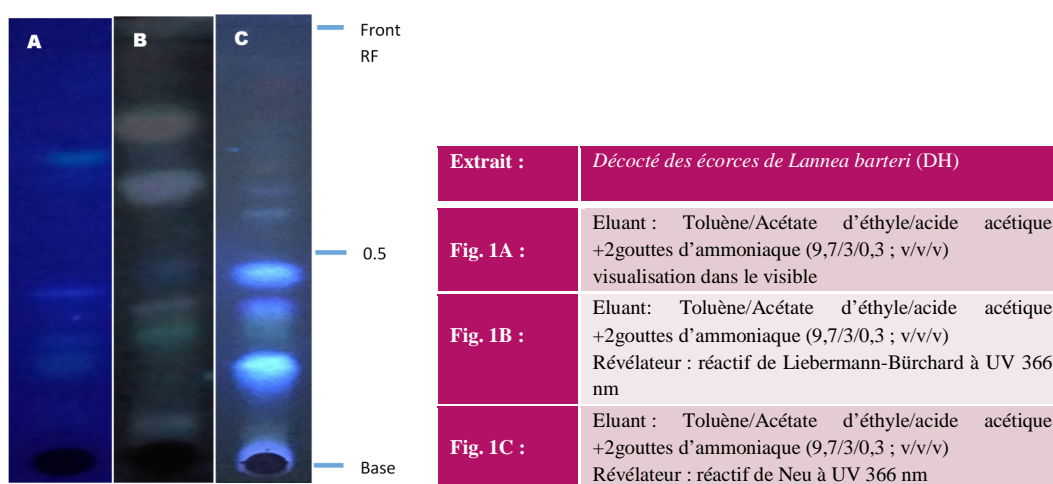 A
B
C
Front
RF
0.5
Base
Extrait :
Décocté des écorces de Lannea barteri (DH)
Fig. 1A :
Eluant : Toluène/Acétate d'éthyle/acide acétique
+2gouttes d'ammoniaque (9,7/3/0,3 ; v/v/v)
visualisation dans le visible
Fig. 1B :
Eluant: Toluène/Acétate d'éthyle/acide acétique
+2gouttes d'ammoniaque (9,7/3/0,3 ; v/v/v)
Révélateur : réactif de Liebermann-Bürchard à UV 366
nm
Fig. 1C :
Eluant : Toluène/Acétate d'éthyle/acide acétique
+2gouttes d'ammoniaque (9,7/3/0,3 ; v/v/v)
Révélateur : réactif de Neu à UV 366 nm